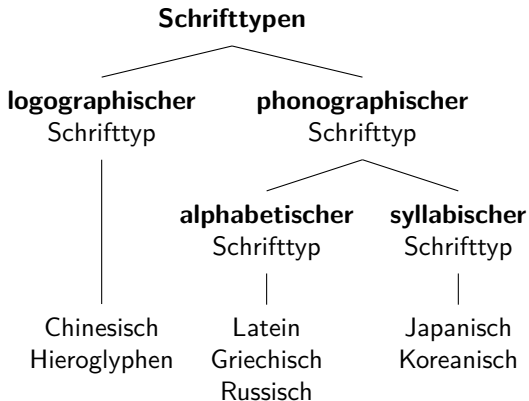 Schrifttypen
logographischer
Schrifttyp
phonographischer
Schrifttyp
alphabetischer
Schrifttyp
syllabischer
Schrifttyp
Chinesisch
Hieroglyphen
Latein
Griechisch
Russisch
Japanisch
Koreanisch